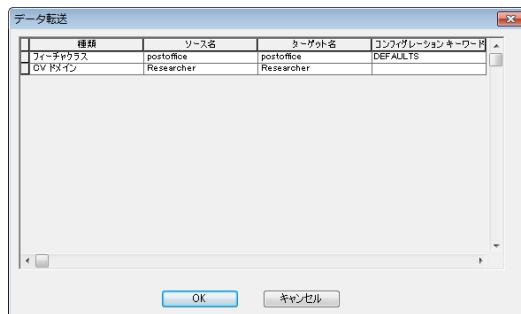 データ転送
種類 ソース名 ターゲット名 コンフィグレーション キーワード
フィーチャクラス postoffice postoffice DEFAULTS
CV ドメイン Researcher Researcher
OK キャンセル